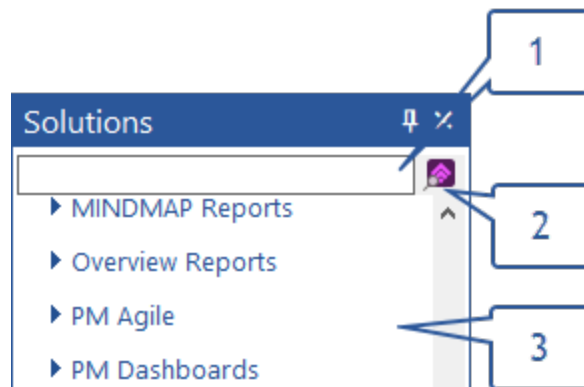 1
Solutions
2
MINDMAP Reports
Overview Reports
PM Agile
3
PM Dashboards